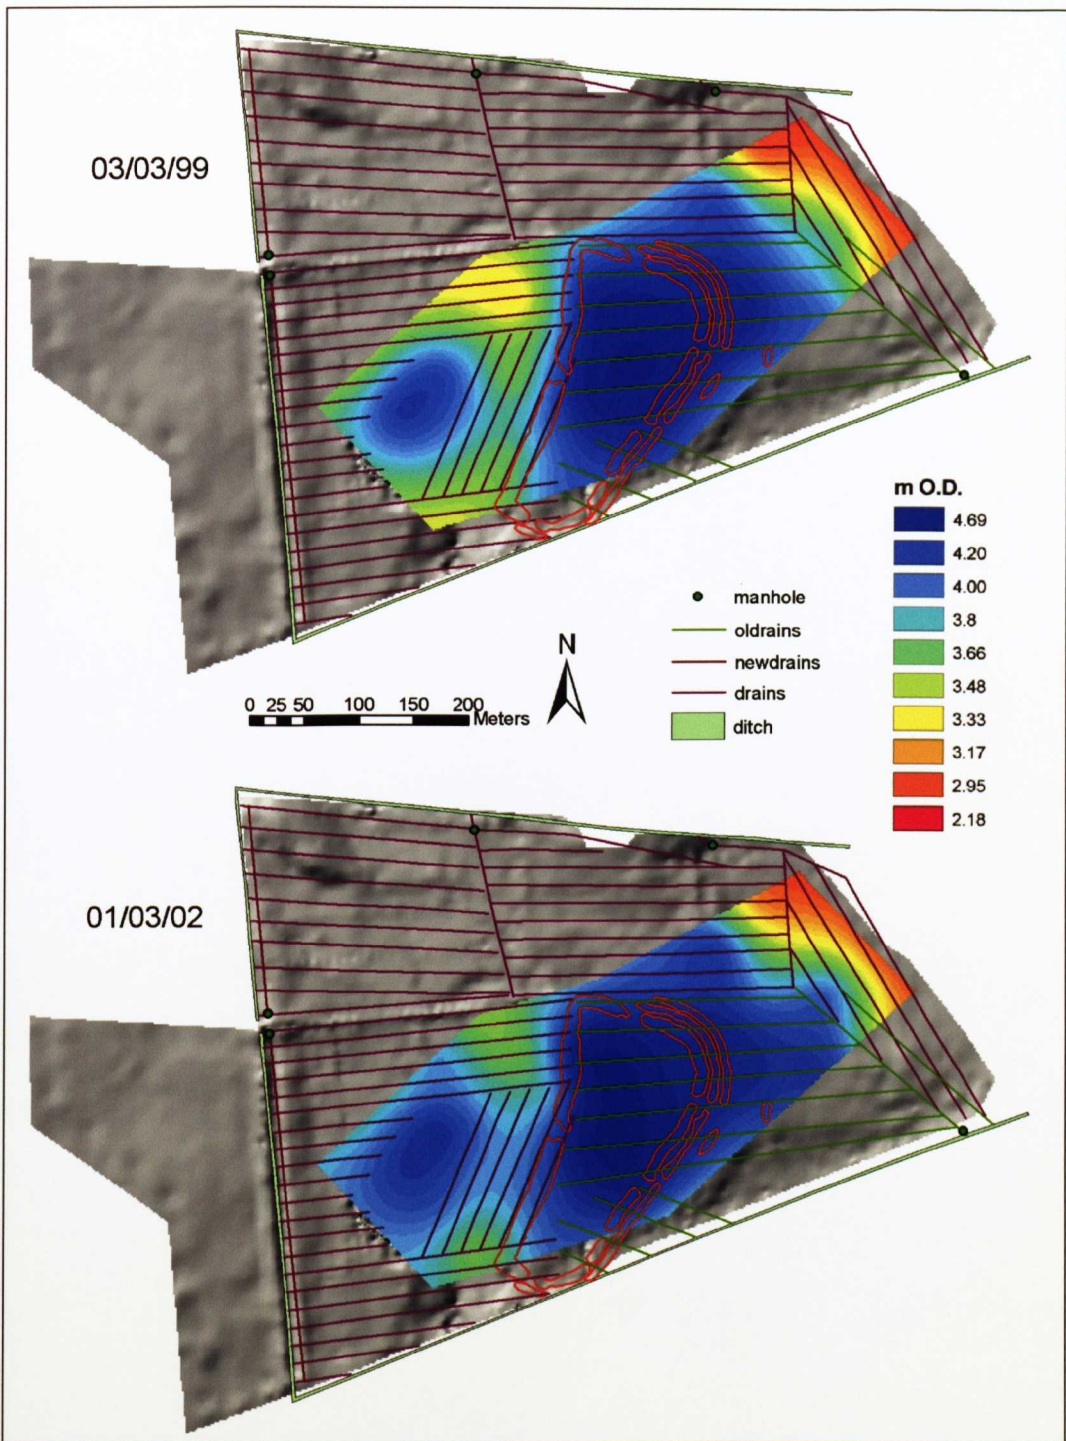 03/03/99
m O.D.
4.69
4.20
4.00
3.8
3.66
3.48
3.33
3.17
2.95
2.18
manhole
oldrains
newdrains
drains
ditch
N
0 25 50 100 150 200
Meters
01/03/02